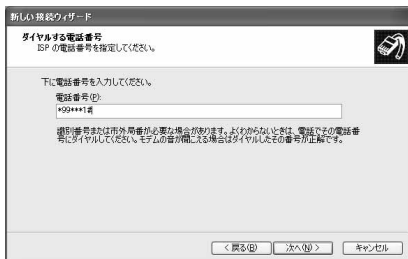 新しい接続ウィザード
ダイヤルする電話番号
ISP の電話番号を指定してください。
下に電話番号を入力してください。
電話番号(P):
*99***1#
識別番号または市外局番が必要な場合があります。よくわからないときは、電話でその電話番
号にダイヤルしてください。モデムの音が聞こえる場合はダイヤルしたその番号が正解です。
< 戻る(B)
次へ(N) >
キャンセル